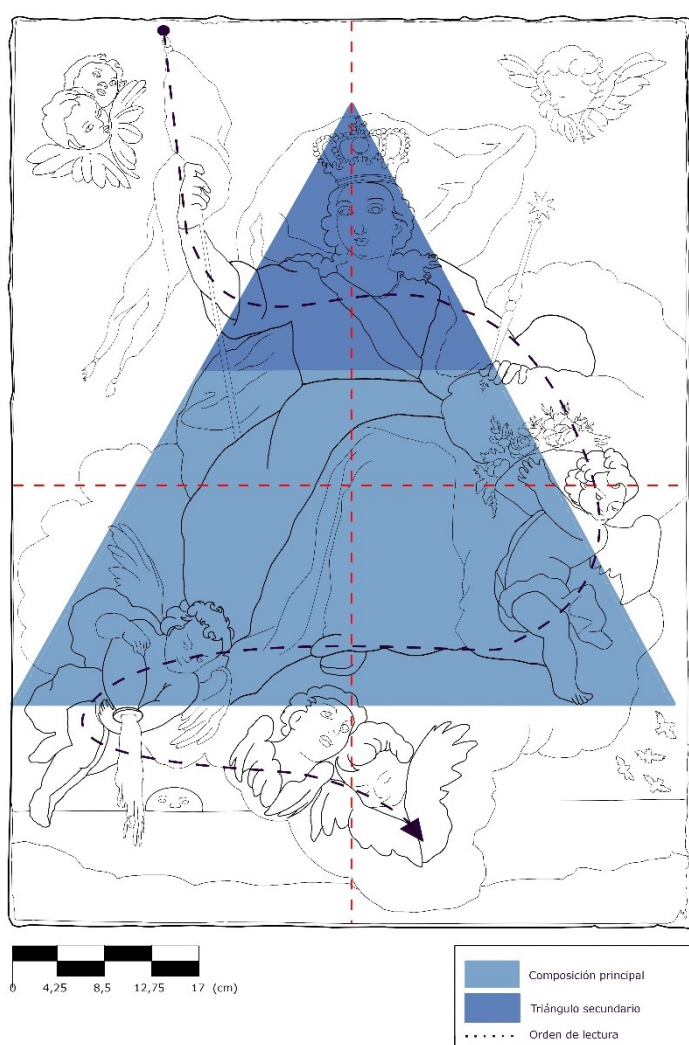 0 4,25 8,5 12,75 17 (cm)
Composición principal
Triángulo secundario
Orden de lectura